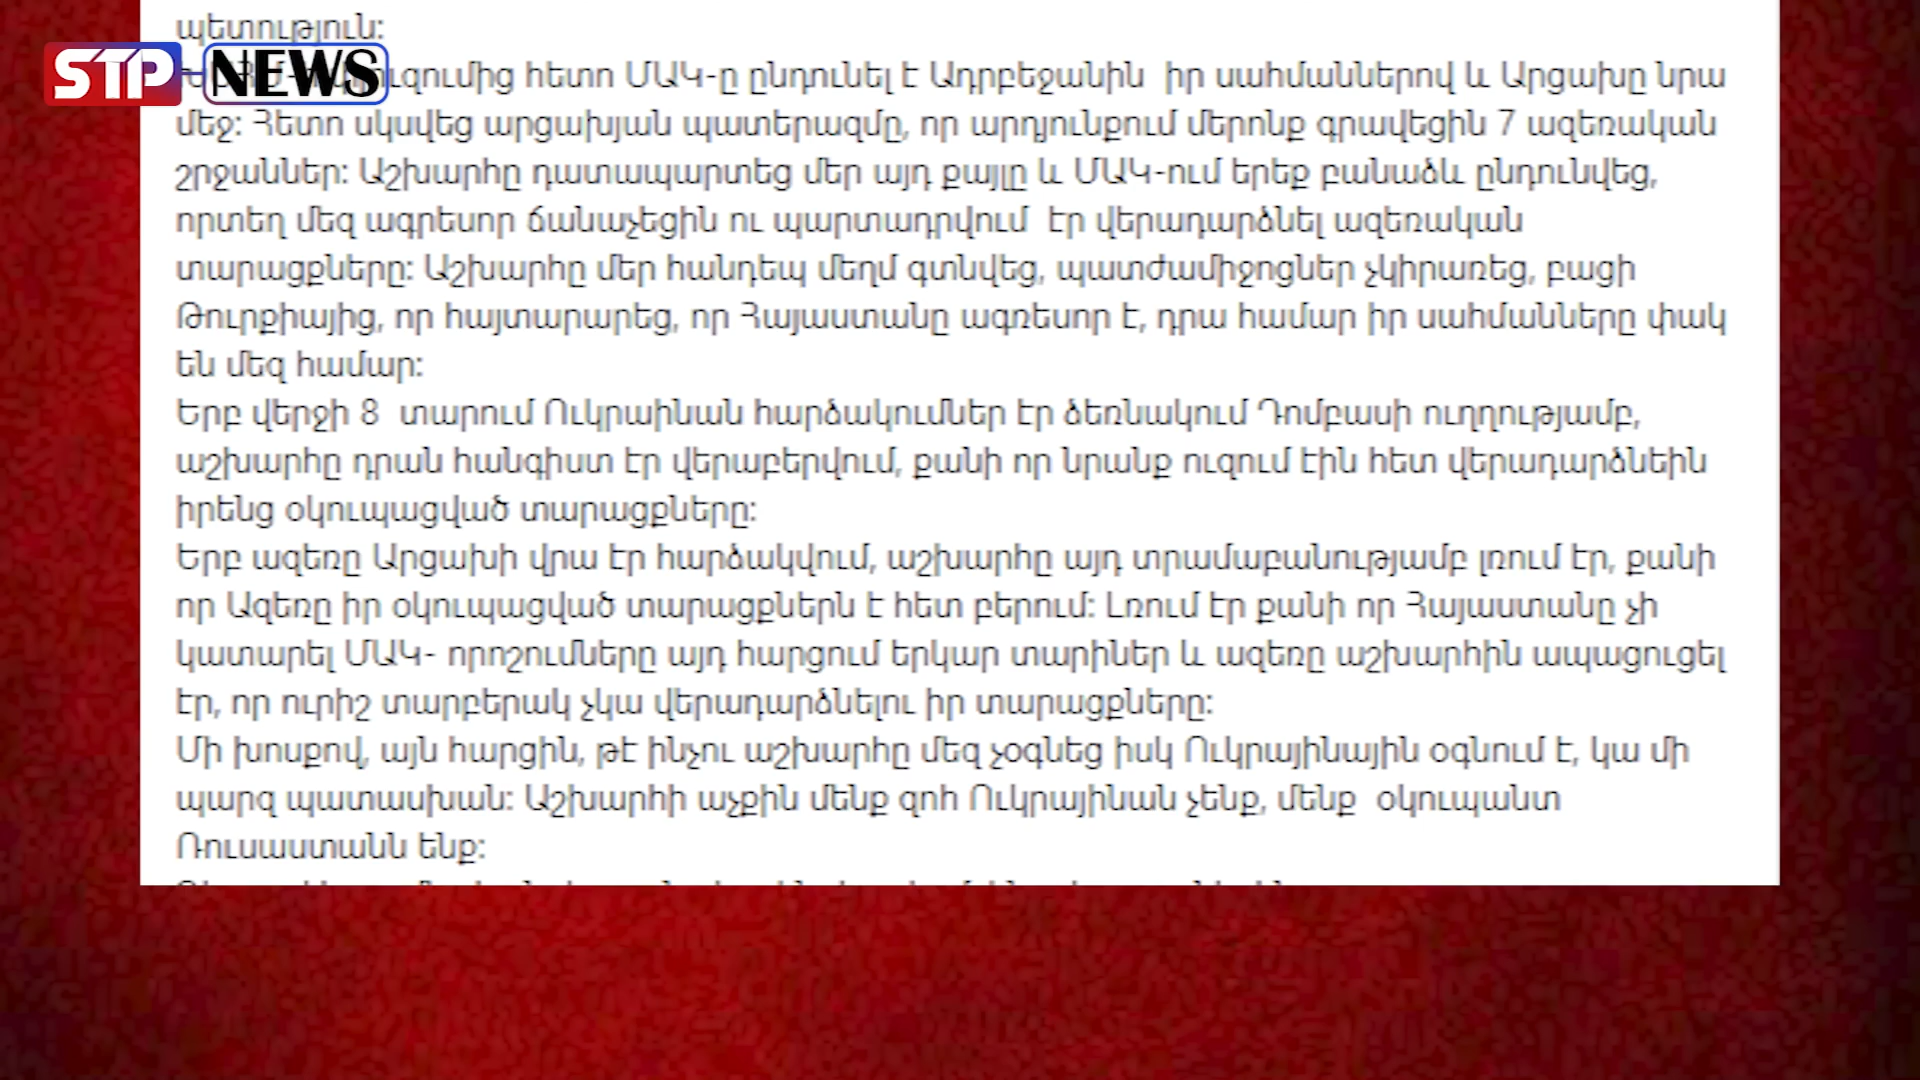 պետություն:
STP NEWS
հետո ՄԱԿ-ը ընդունել է Ադրբեջանին իր սահմաններով և Արցախը նրա
մեջ: Հետո սկսվեց արցախյան պատերազմը, որ արդյունքում մերոնք գրավեցին 7 ազեռական
շրջաններ: Աշխարհը դատապարտեց մեր այդ քայլը և ՄԱԿ-ում երեք բանաձև ընդունվեց,
որտեղ մեզ ագրեսոր ճանաչեցին ու պարտադրվում էր վերադարձնել ազեռական
տարացքները: Աշխարհը մեր հանդեպ մեղմ գտնվեց, պատժամիջոցներ չկիրառեց, բացի
Թուրքիայից, որ հայտարարեց, որ Հայաստանը ագռեսոր է, դրա համար իր սահմանները փակ
են մեզ համար:
Երբ վերջի 8 տարում Ուկրաինան հարձակումներ էր ձեռնակում Դոմբասի ուղղությամբ,
աշխարհը դրան հանգիստ էր վերաբերվում, քանի որ նրանք ուզում էին հետ վերադարձնեին
իրենց օկուպացված տարացքները:
Երբ ազեռը Արցախի վրա էր հարձակվում, աշխարհը այդ տրամաբանությամբ լռում էր, քանի
որ Ազեռը իր օկուպացված տարացքներն է հետ բերում: Լռում էր քանի որ Հայաստանը չի
կատարել ՄԱԿ- որոշումները այդ հարցում երկար տարիներ և ազեռը աշխարհին ապացուցել
էր, որ ուրիշ տարբերակ չկա վերադարձնելու իր տարացքները:
Մի խոսքով, այն հարցին, թէ ինչու աշխարհը մեզ չօգնեց իսկ Ուկրայինային օգնում է, կա մի
պարզ պատասխան: Աշխարհի աչքին մենք զոհ Ուկրայինան չենք, մենք օկուպանտ
Ռուսաստանն ենք: